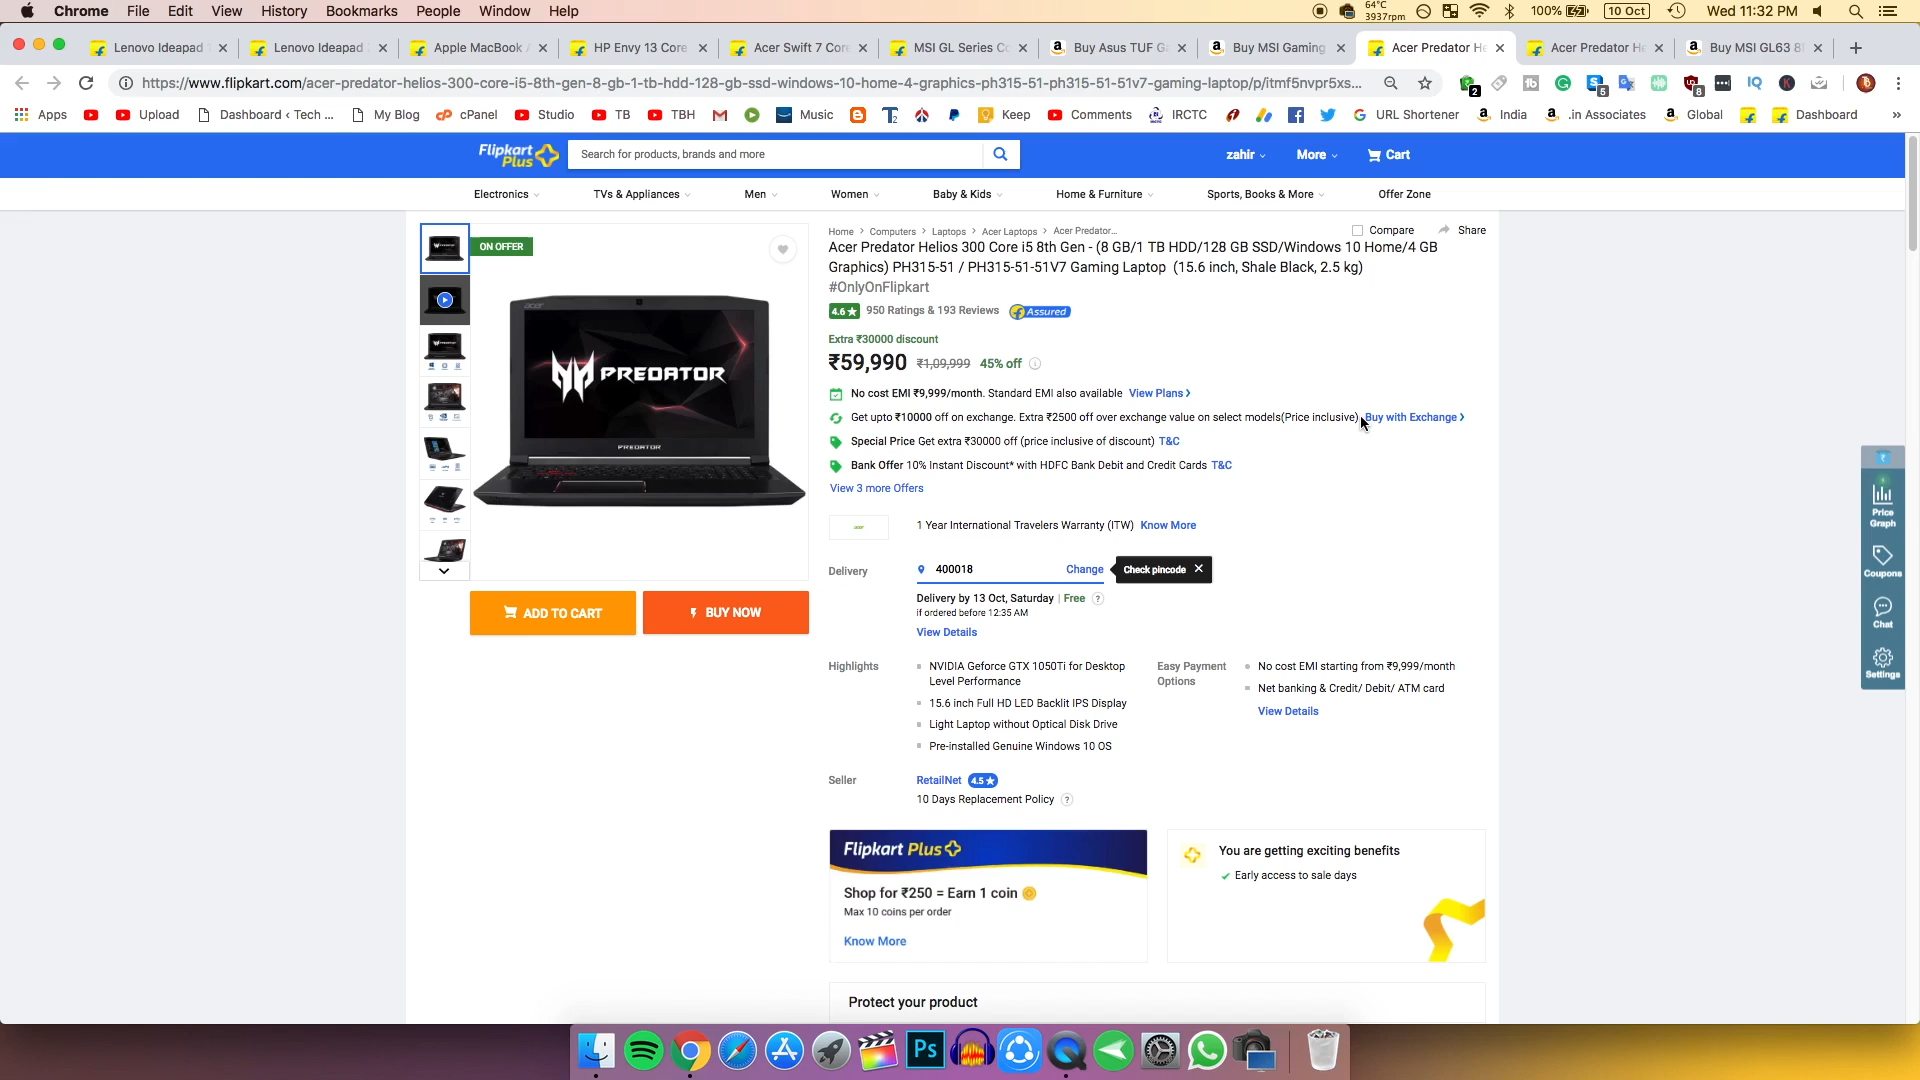 Chrome File Edit View History Bookmarks People Window Help
64°C
3937rpm
100%
10 Oct
Wed 11:32 PM
Lenovo Ideapad
Lenovo Ideapad
Apple MacBook
HP Envy 13 Core
Acer Swift 7 Core
MSI GL Series Co
Buy Asus TUF G
Buy MSI Gaming
Acer Predator He
Acer Predator He
Buy MSI GL63 8
https://www.flipkart.com/acer-predator-helios-300-core-i5-8th-gen-8-gb-1-tb-hdd-128-gb-ssd-windows-10-home-4-graphics-ph315-51-ph315-51-51v7-gaming-laptop/p/itmf5nvpr5xs...
Apps Upload Dashboard ‹ Tech ... My Blog cPanel Studio TB TBH Music Keep Comments IRCTC URL Shortener India .in Associates Global Dashboard »
Flipkart
Plus
Search for products, brands and more
zahir More Cart
Electronics TVs & Appliances Men Women Baby & Kids Home & Furniture Sports, Books & More Offer Zone
ON OFFER
acer
PREDATOR
PREDATOR
ADD TO CART
BUY NOW
Home > Computers > Laptops > Acer Laptops > Acer Predator...
Compare Share
Acer Predator Helios 300 Core i5 8th Gen - (8 GB/1 TB HDD/128 GB SSD/Windows 10 Home/4 GB
Graphics) PH315-51 / PH315-51-51V7 Gaming Laptop (15.6 inch, Shale Black, 2.5 kg)
#OnlyOnFlipkart
4.6★ 950 Ratings & 193 Reviews Assured
Extra ₹30000 discount
₹59,990 ₹1,09,999 45% off
No cost EMI ₹9,999/month. Standard EMI also available View Plans >
Get upto ₹10000 off on exchange. Extra ₹2500 off over exchange value on select models(Price inclusive) Buy with Exchange >
Special Price Get extra ₹30000 off (price inclusive of discount) T&C
Bank Offer 10% Instant Discount* with HDFC Bank Debit and Credit Cards T&C
View 3 more Offers
1 Year International Travelers Warranty (ITW) Know More
Delivery
400018 Change
Check pincode
Delivery by 13 Oct, Saturday | Free ?
if ordered before 12:35 AM
View Details
Highlights
NVIDIA Geforce GTX 1050Ti for Desktop
Level Performance
15.6 inch Full HD LED Backlit IPS Display
Light Laptop without Optical Disk Drive
Pre-installed Genuine Windows 10 OS
Easy Payment
Options
No cost EMI starting from ₹9,999/month
Net banking & Credit/ Debit/ ATM card
View Details
Seller
RetailNet 4.5★
10 Days Replacement Policy ?
Flipkart Plus
Shop for ₹250 = Earn 1 coin
Max 10 coins per order
Know More
You are getting exciting benefits
Early access to sale days
Protect your product
Price
Graph
Coupons
Chat
Settings
Ps